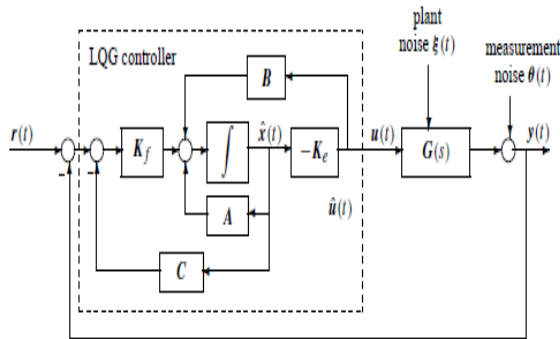 plant
noise ξ(t)
measurement
noise θ(t)
LQG controller
B
r(t)
K_f
∫
x̂(t)
-K_e
u(t)
G(s)
y(t)
A
û(t)
C
-
-